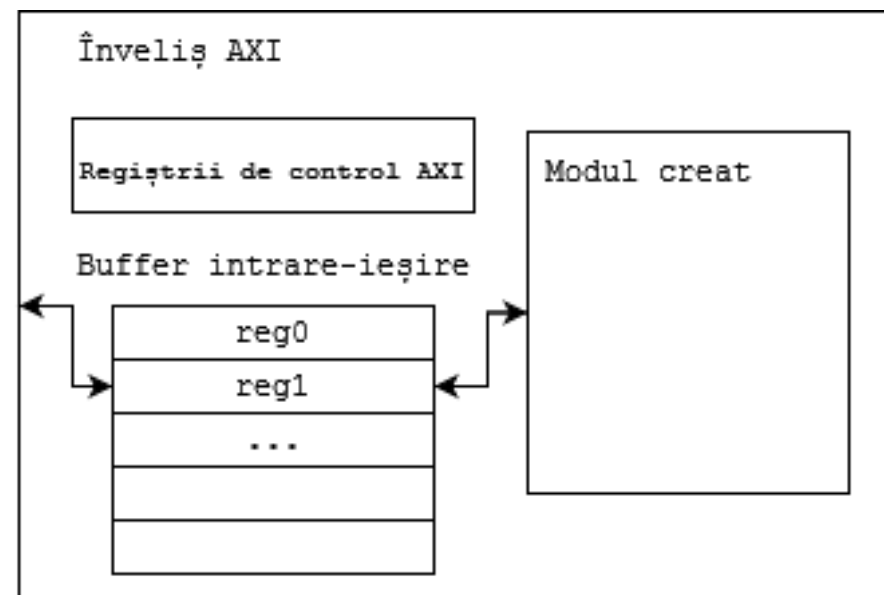 Înveliș AXI
Regiștrii de control AXI
Modul creat
Buffer intrare-ieșire
reg0
reg1
...